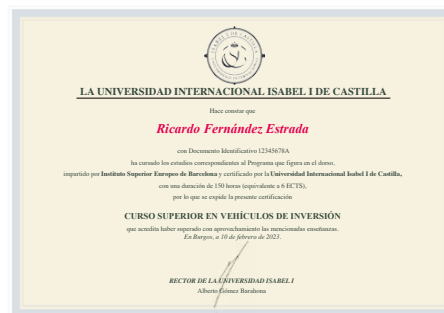 ISABEL I DE CASTILLA
LA UNIVERSIDAD INTERNACIONAL ISABEL I DE CASTILLA
Hace constar que
Ricardo Fernández Estrada
con Documento Identificativo 12345678A
ha cursado los estudios correspondientes al Programa que figura en el dorso,
impartido por Instituto Superior Europeo de Barcelona y certificado por la Universidad Internacional Isabel I de Castilla,
con una duración de 150 horas (equivalente a 6 ECTS),
por lo que se expide la presente certificación
CURSO SUPERIOR EN VEHÍCULOS DE INVERSIÓN
que acredita haber superado con aprovechamiento las mencionadas enseñanzas.
En Burgos, a 10 de febrero de 2023.
RECTOR DE LA UNIVERSIDAD ISABEL I
Alberto Gómez Barahona